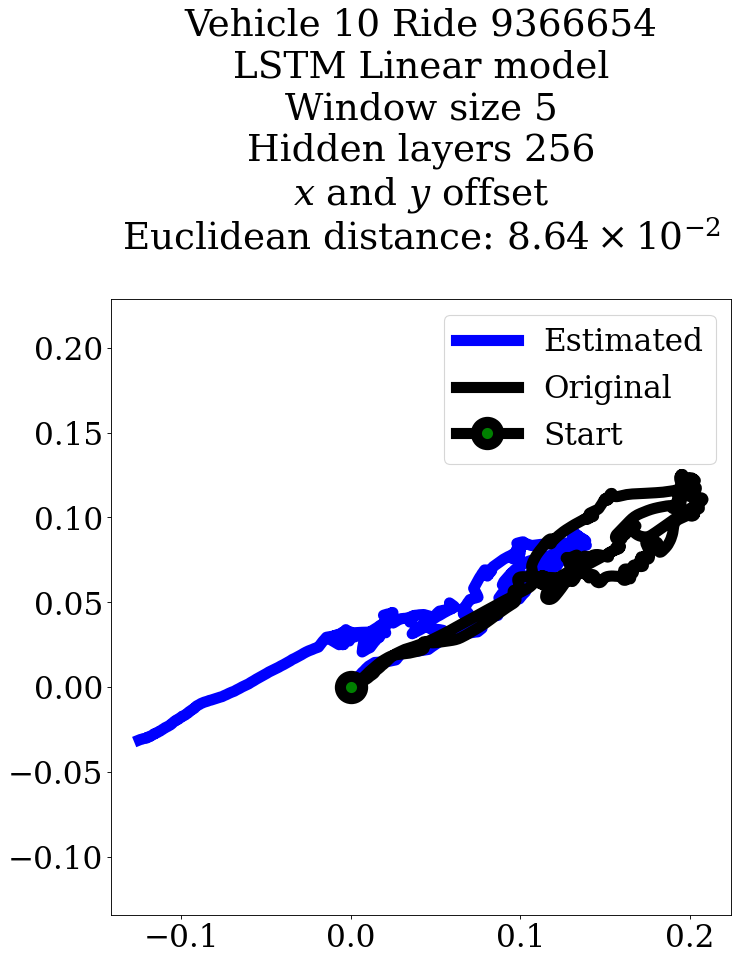 Vehicle 10 Ride 9366654
LSTM Linear model
Window size 5
Hidden layers 256
x and y offset
Euclidean distance: 8.64 × 10⁻²
Estimated
Original
Start
0.20
0.15
0.10
0.05
0.00
−0.05
−0.10
−0.1 0.0 0.1 0.2